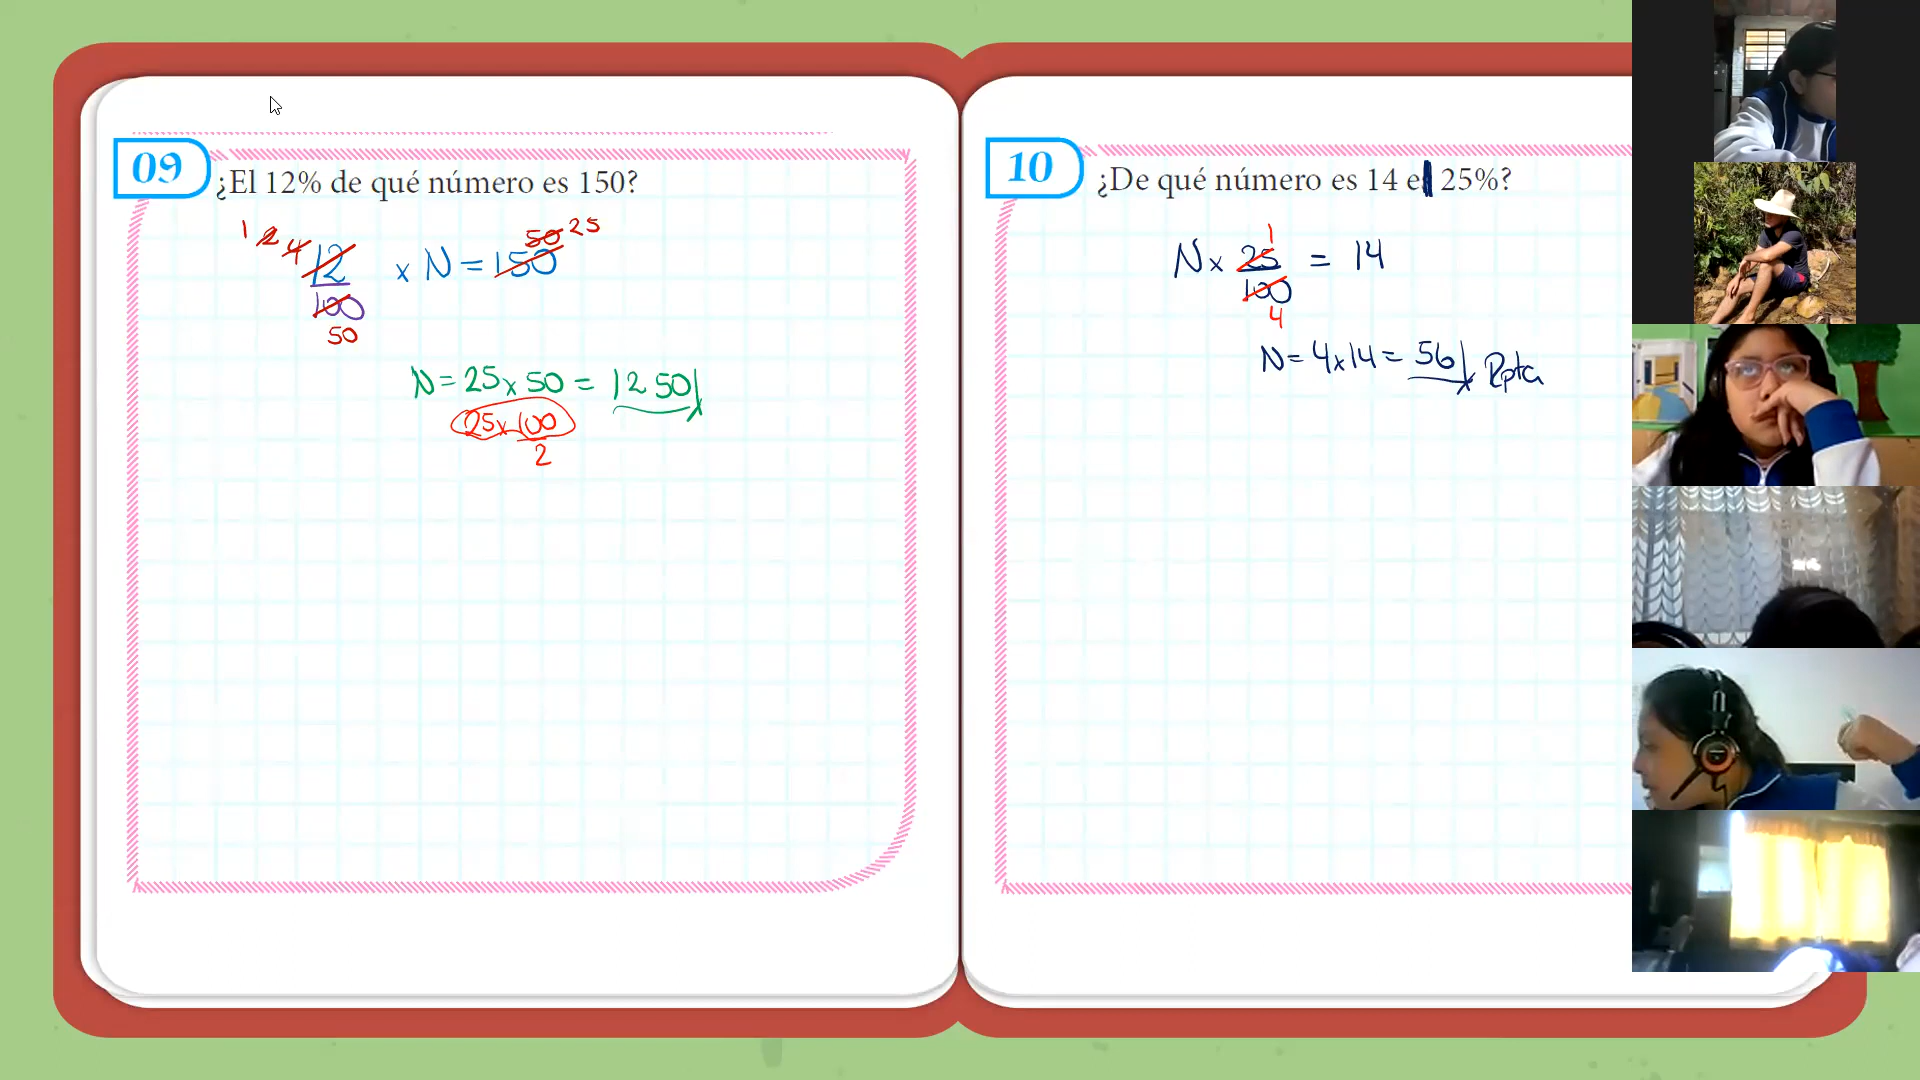 09
¿El 12% de qué número es 150?
1 2 4 12 x N = 150 50 25
100
50
N = 25 x 50 = 1250
25 x 100
2
10
¿De qué número es 14 el 25%?
1
N x 25 = 14
100
4
N = 4 x 14 = 56 Rpta